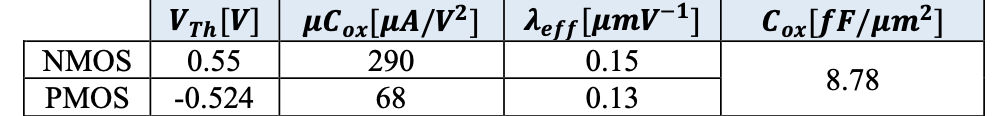 V_Th[V] μC_ox[μA/V²] λ_eff[μmV⁻¹] C_ox[fF/μm²]
NMOS 0.55 290 0.15 8.78
PMOS -0.524 68 0.13